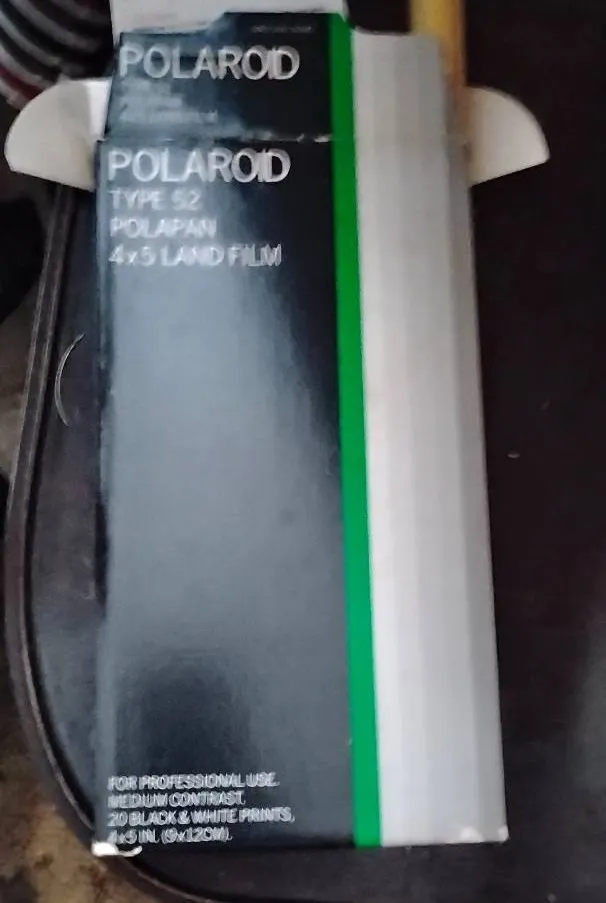 POLAROID
POLAROID
TYPE 52
POLAPAN
4x5 LAND FILM
FOR PROFESSIONAL USE.
MEDIUM CONTRAST.
20 BLACK & WHITE PRINTS,
4x5 IN. (9x12CM).